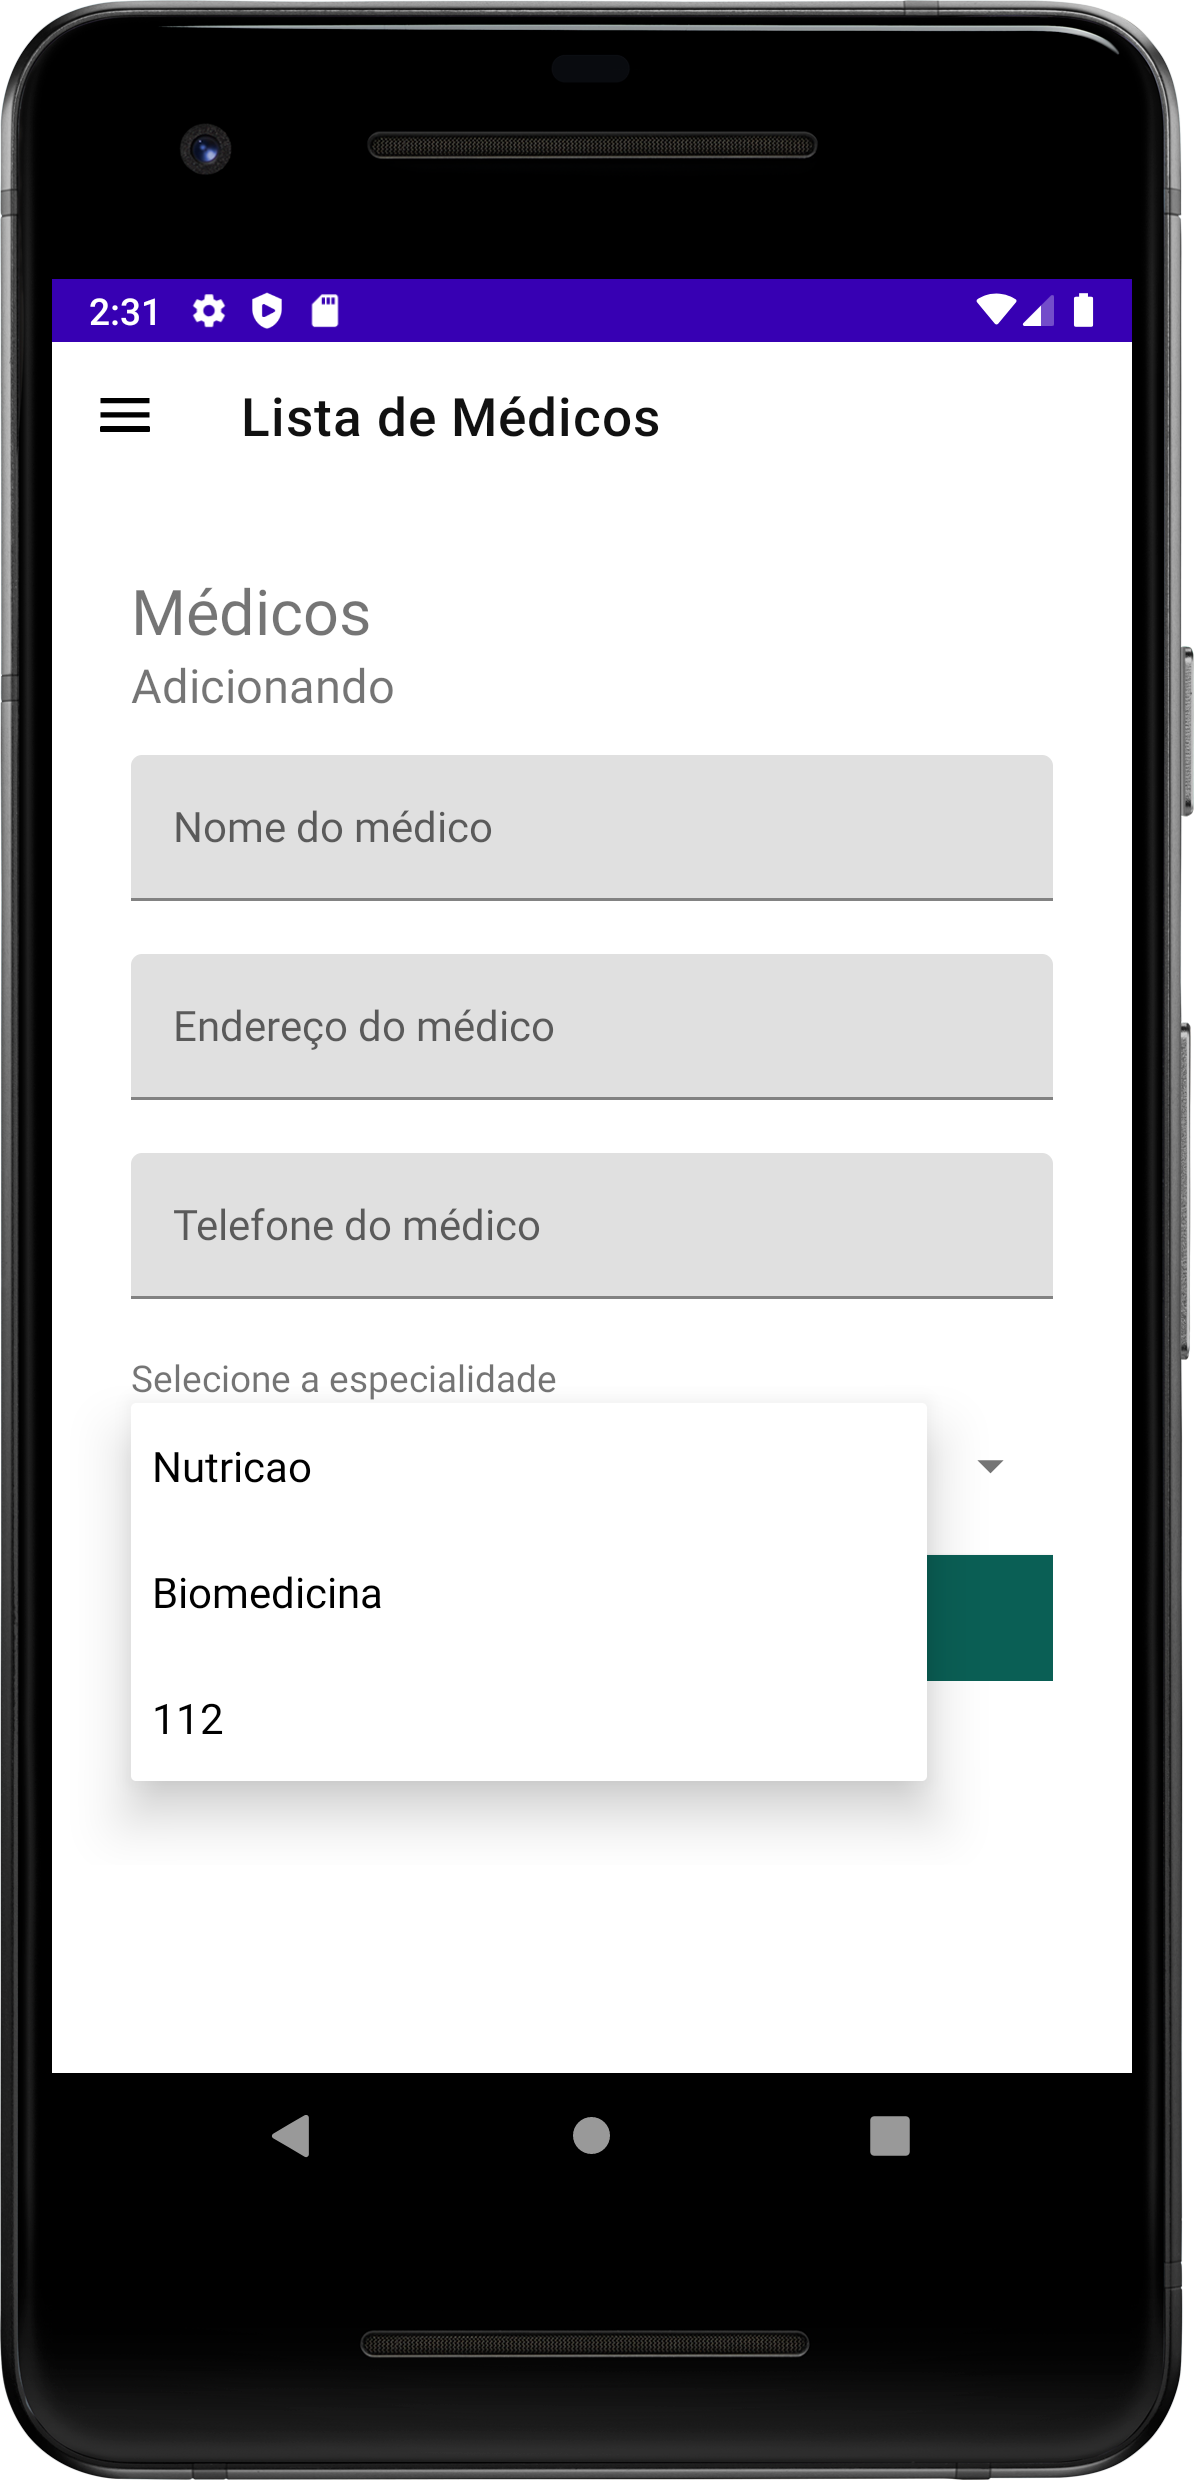 2:31
Lista de Médicos
Médicos
Adicionando
Nome do médico
Endereço do médico
Telefone do médico
Selecione a especialidade
Nutricao
Biomedicina
112